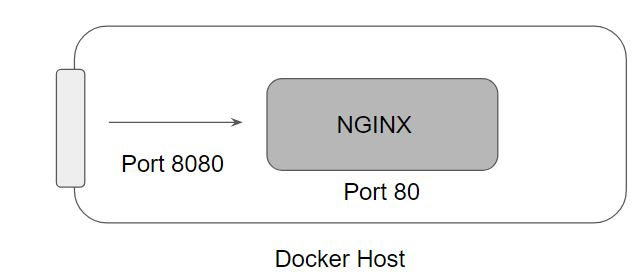 NGINX
Port 8080
Port 80
Docker Host